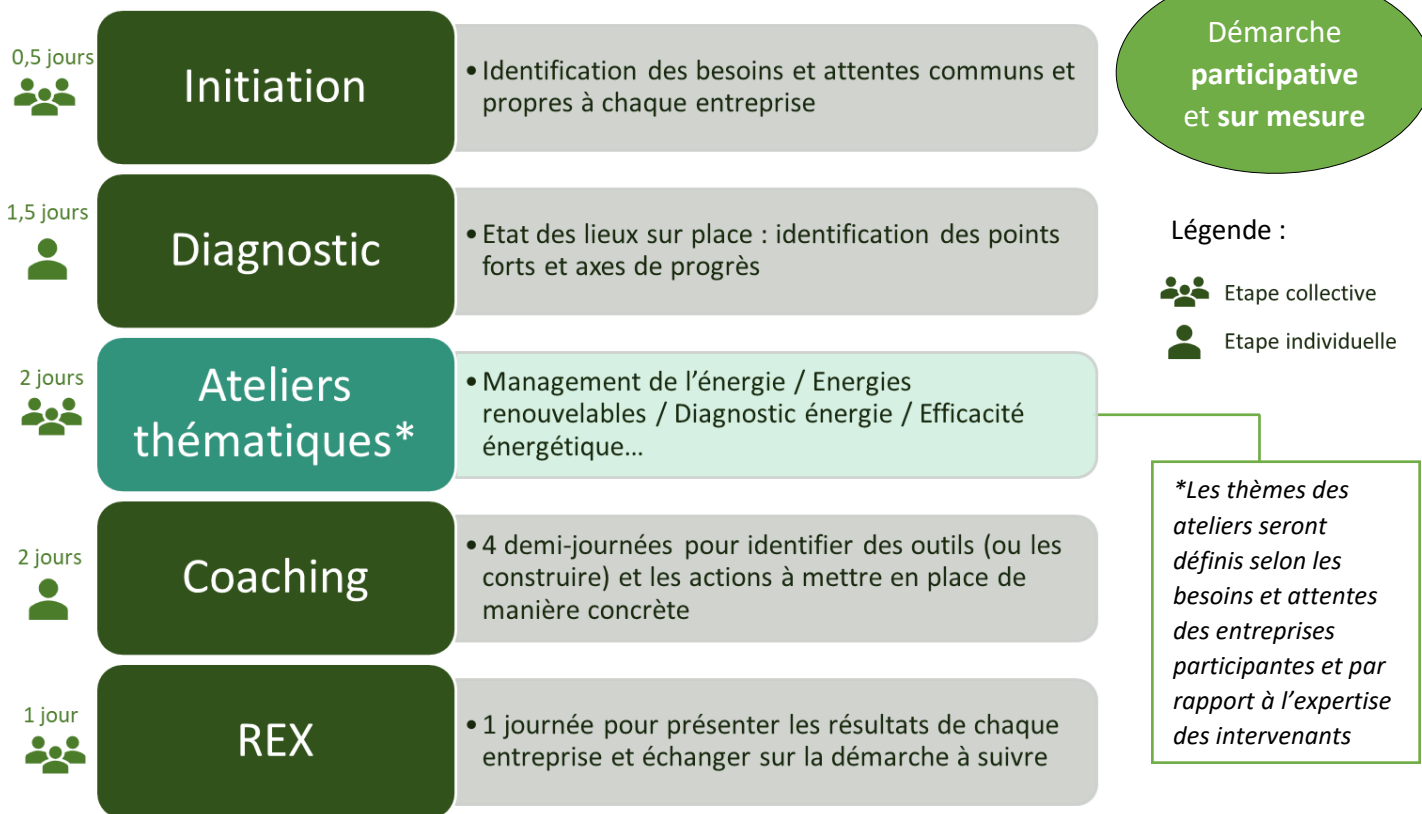 0,5 jours
Initiation
• Identification des besoins et attentes communs et
propres à chaque entreprise
Démarche
participative
et sur mesure
1,5 jours
Diagnostic
• Etat des lieux sur place : identification des points
forts et axes de progrès
Légende :
Etape collective
Etape individuelle
2 jours
Ateliers
thématiques*
• Management de l’énergie / Energies
renouvelables / Diagnostic énergie / Efficacité
énergétique…
*Les thèmes des
ateliers seront
définis selon les
besoins et attentes
des entreprises
participantes et par
rapport à l’expertise
des intervenants
2 jours
Coaching
• 4 demi-journées pour identifier des outils (ou les
construire) et les actions à mettre en place de
manière concrète
1 jour
REX
• 1 journée pour présenter les résultats de chaque
entreprise et échanger sur la démarche à suivre